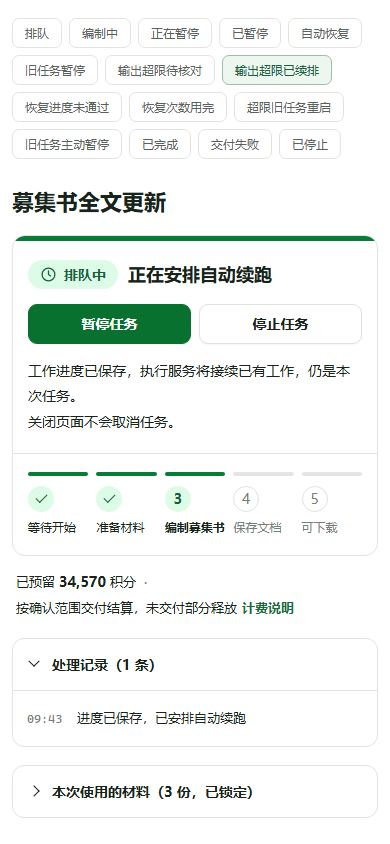 排队 编制中 正在暂停 已暂停 自动恢复
旧任务暂停 输出超限待核对 输出超限已续排
恢复进度未通过 恢复次数用完 超限旧任务重启
旧任务主动暂停 已完成 交付失败 已停止
募集书全文更新
排队中 正在安排自动续跑
暂停任务 停止任务
工作进度已保存，执行服务将接续已有工作，仍是本
次任务。
关闭页面不会取消任务。
3 4 5
等待开始 准备材料 编制募集书 保存文档 可下载
已预留 34,570 积分 ·
按确认范围交付结算，未交付部分释放 计费说明
处理记录（1 条）
09:43 进度已保存，已安排自动续跑
本次使用的材料（3 份，已锁定）